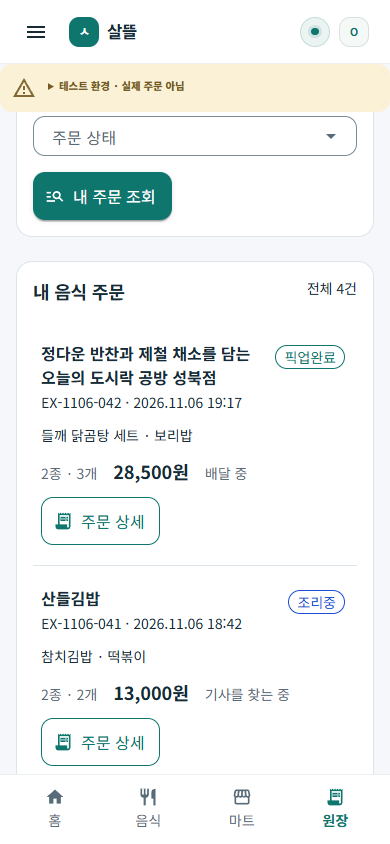 살뜰
O
▶ 테스트 환경 · 실제 주문 아님
주문 상태
내 주문 조회
내 음식 주문
전체 4건
정다운 반찬과 제철 채소를 담는
오늘의 도시락 공방 성북점
픽업완료
EX-1106-042 · 2026.11.06 19:17
들깨 닭곰탕 세트 · 보리밥
2종 · 3개 28,500원 배달 중
주문 상세
산들김밥
조리중
EX-1106-041 · 2026.11.06 18:42
참치김밥 · 떡볶이
2종 · 2개 13,000원 기사를 찾는 중
주문 상세
홈
음식
마트
원장